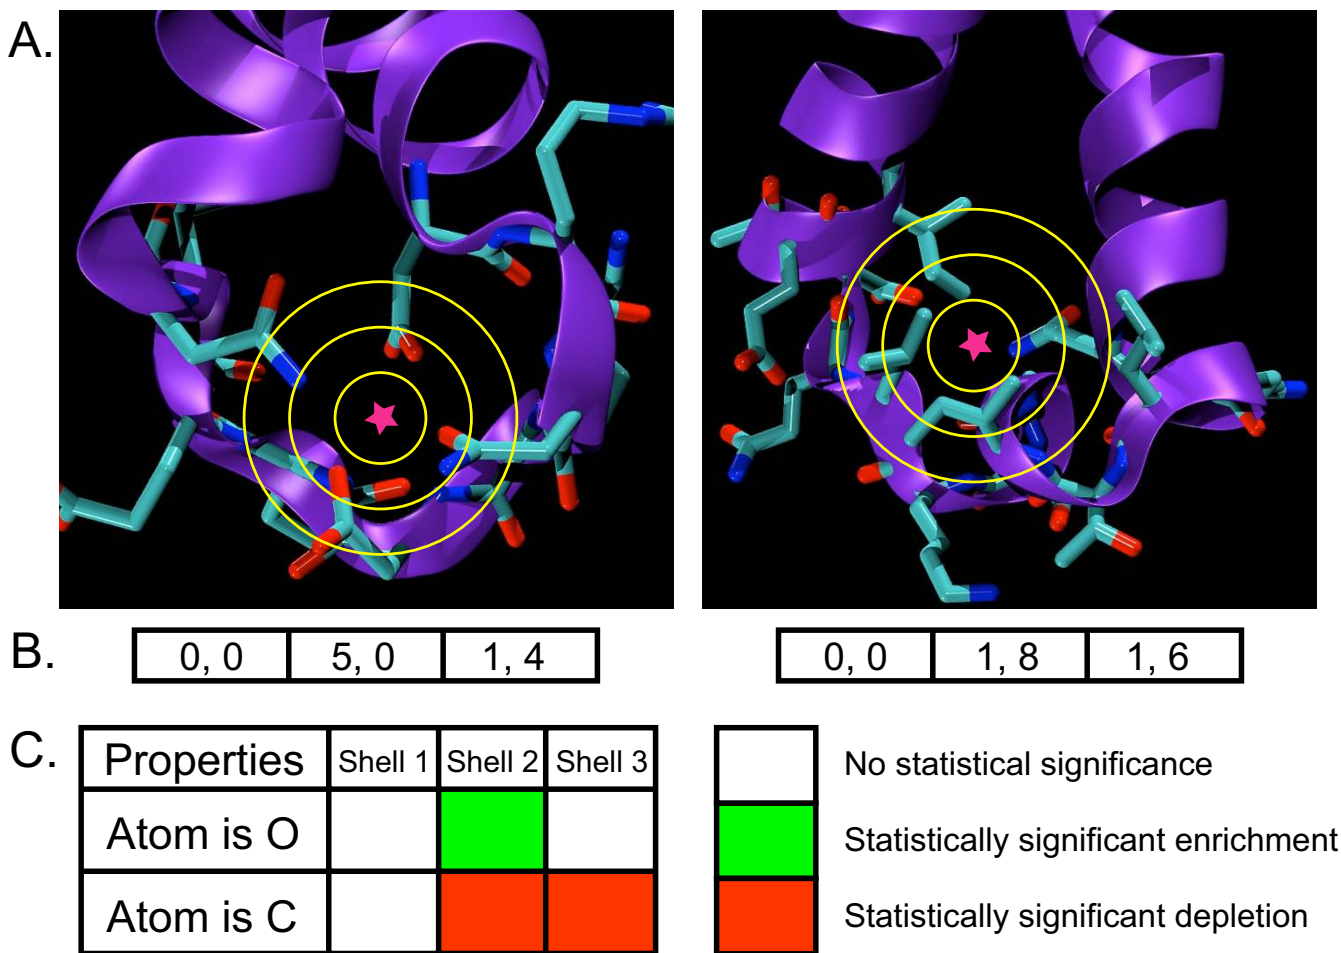 A.
B.
0, 0 5, 0 1, 4
0, 0 1, 8 1, 6
C.
Properties Shell 1 Shell 2 Shell 3
Atom is O
Atom is C
No statistical significance
Statistically significant enrichment
Statistically significant depletion